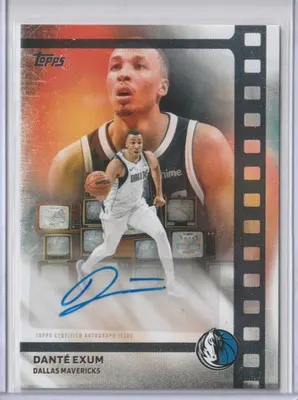 Topps
TOPPS CERTIFIED AUTOGRAPH ISSUE
DANTÉ EXUM
DALLAS MAVERICKS